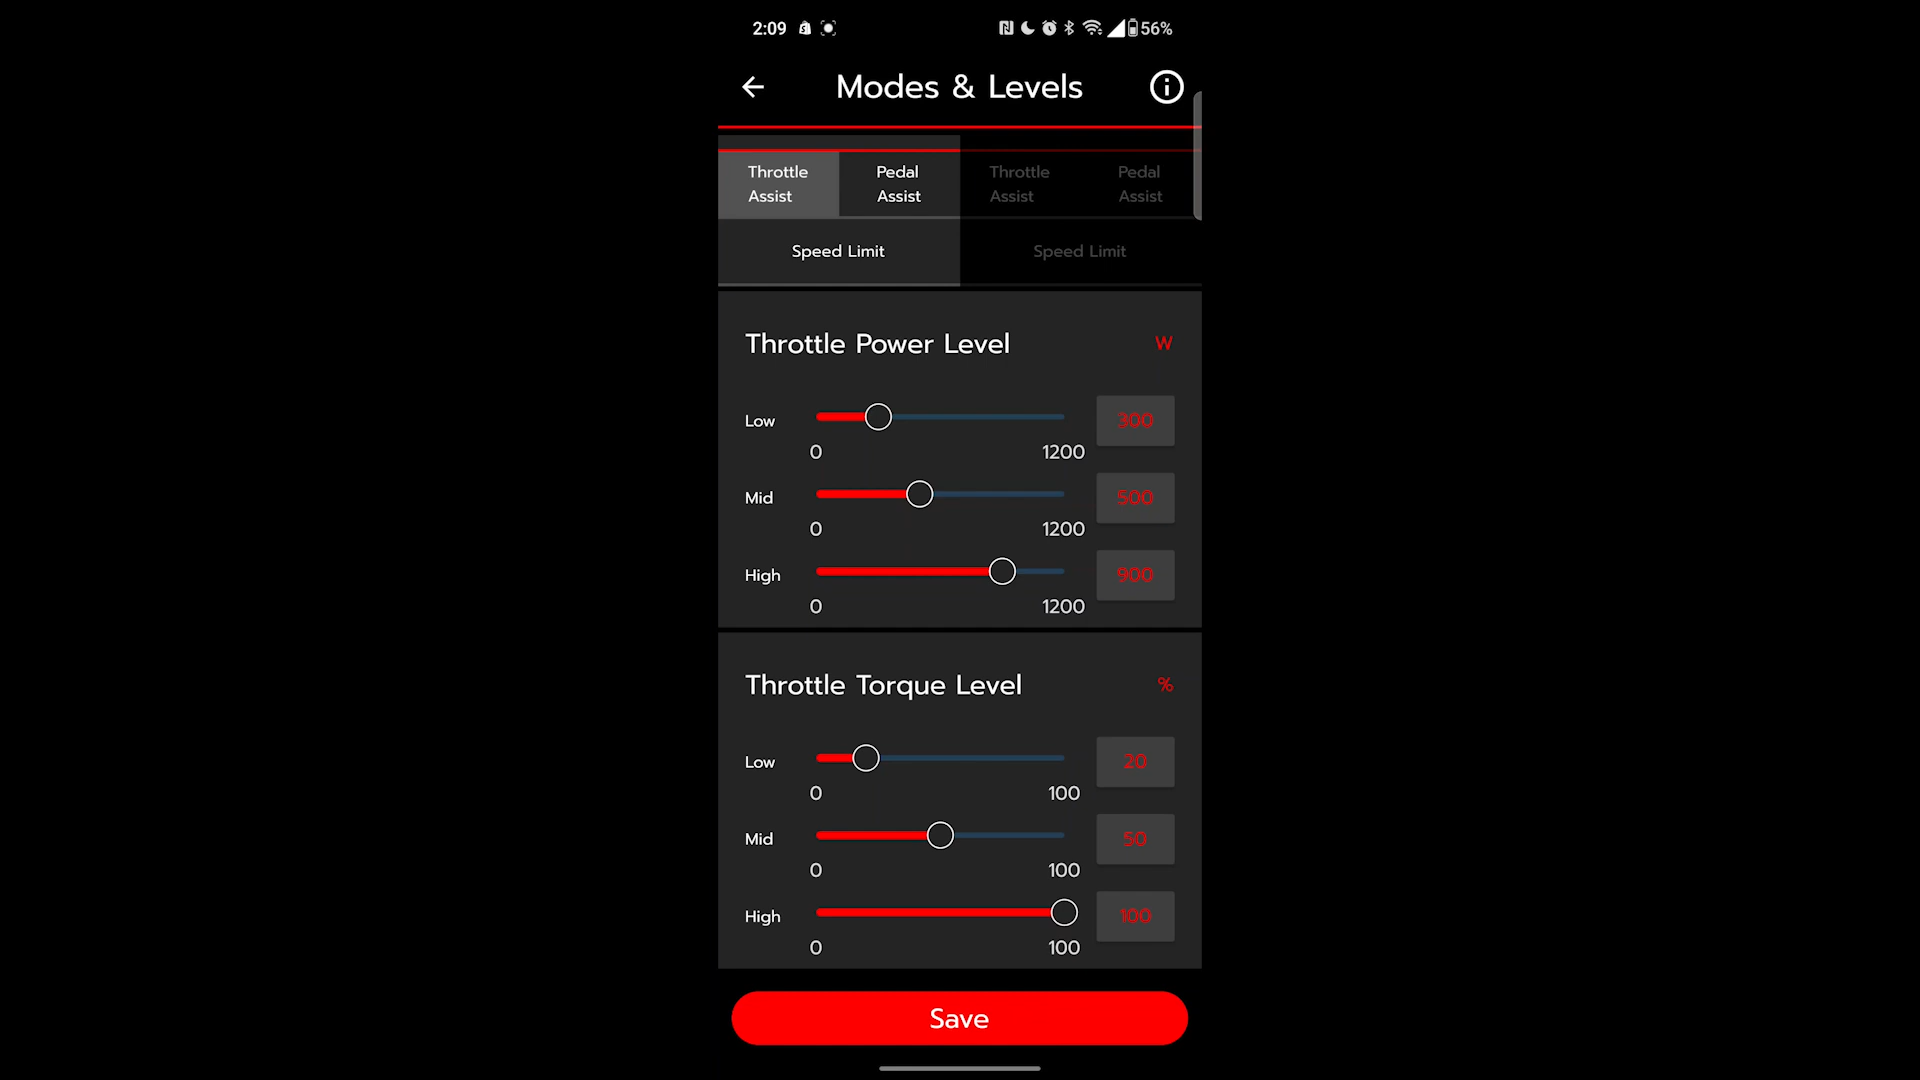 2:09 56%
Modes & Levels
Throttle Assist Pedal Assist Throttle Assist Pedal Assist
Speed Limit Speed Limit
Throttle Power Level W
Low 300
0 1200
Mid 500
0 1200
High 900
0 1200
Throttle Torque Level %
Low 20
0 100
Mid 50
0 100
High 100
0 100
Save